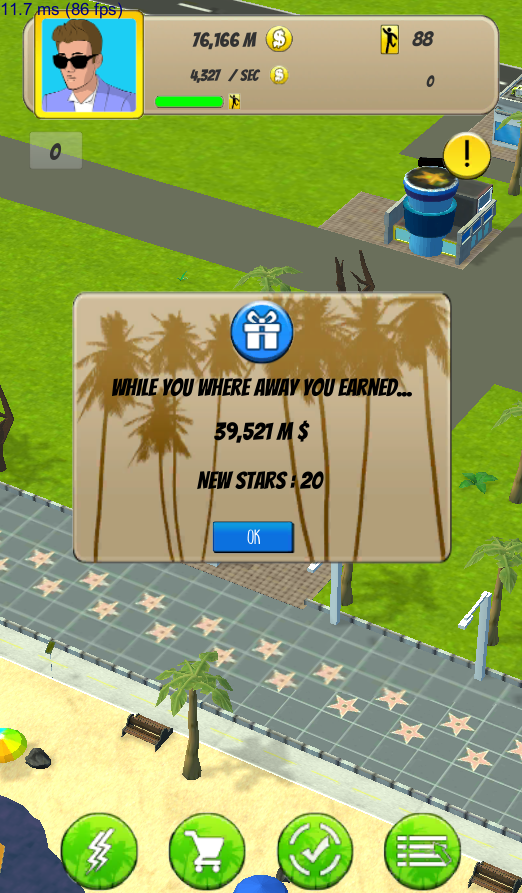 11.7 ms (86 fps)
76,166 M
88
4,327 / SEC
0
0
!
WHILE YOU WHERE AWAY YOU EARNED...
39,521 M $
NEW STARS : 20
OK